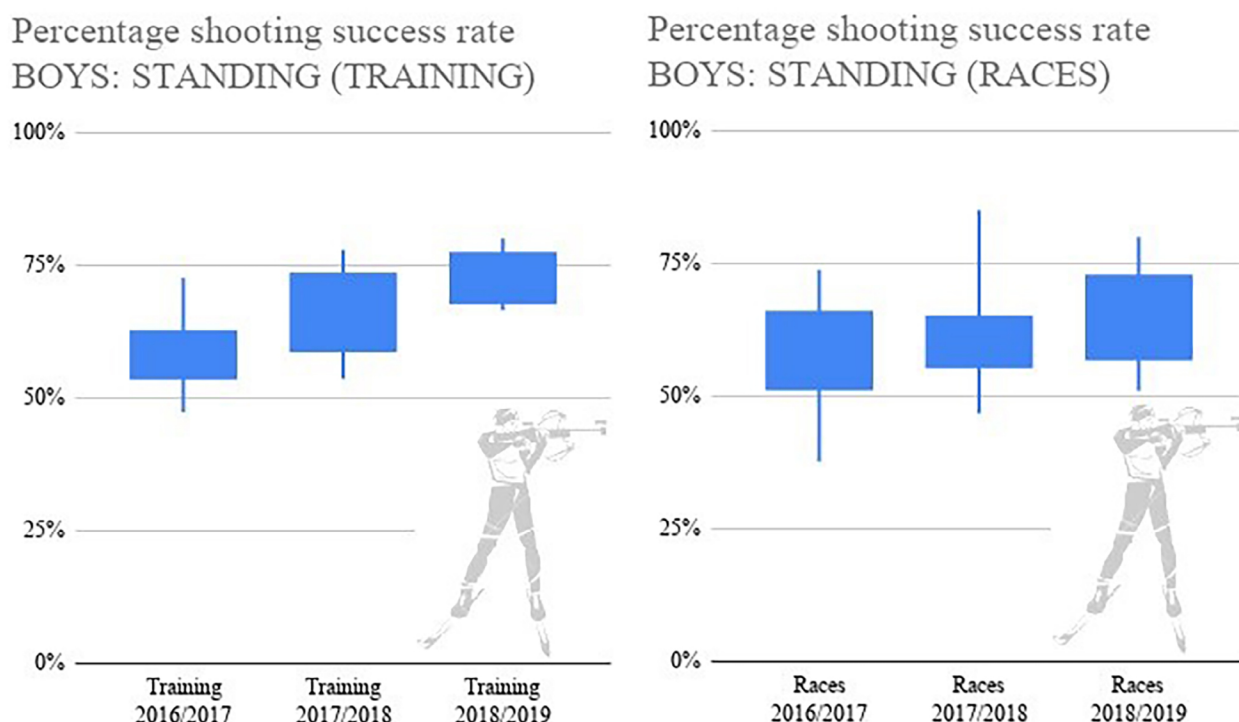 Percentage shooting success rate
BOYS: STANDING (TRAINING)
100%
75%
50%
25%
0%
Training
2016/2017
Training
2017/2018
Training
2018/2019
Percentage shooting success rate
BOYS: STANDING (RACES)
100%
75%
50%
25%
0%
Races
2016/2017
Races
2017/2018
Races
2018/2019